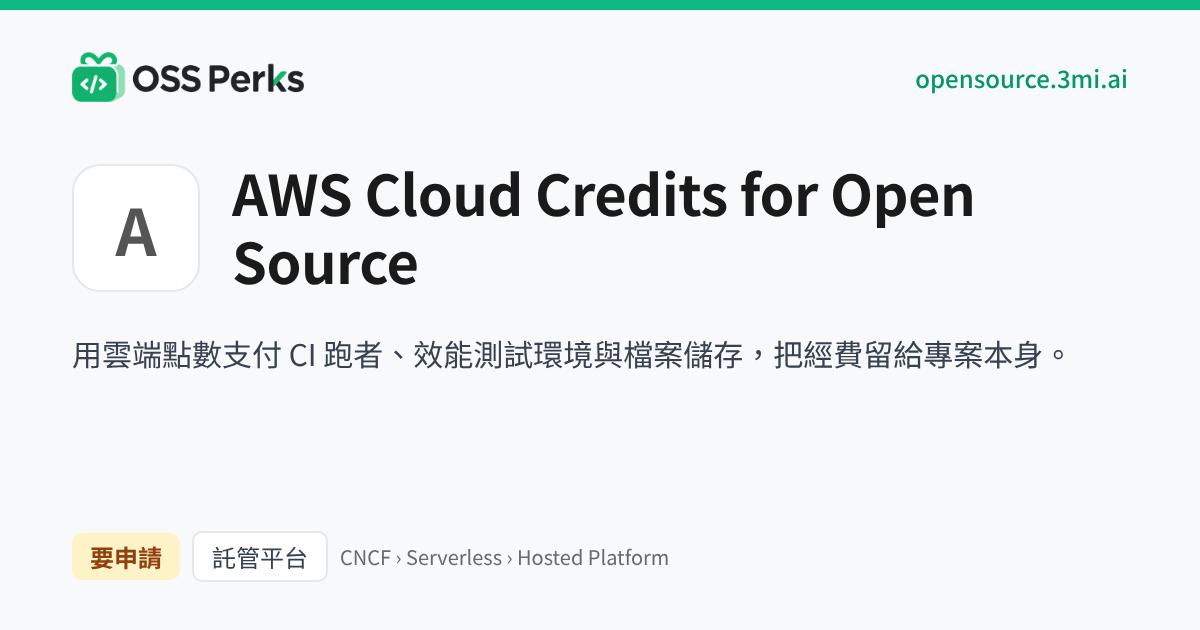 </> OSS Perks
opensource.3mi.ai
A
AWS Cloud Credits for Open
Source
用雲端點數支付 CI 跑者、效能測試環境與檔案儲存，把經費留給專案本身。
要申請
託管平台
CNCF › Serverless › Hosted Platform